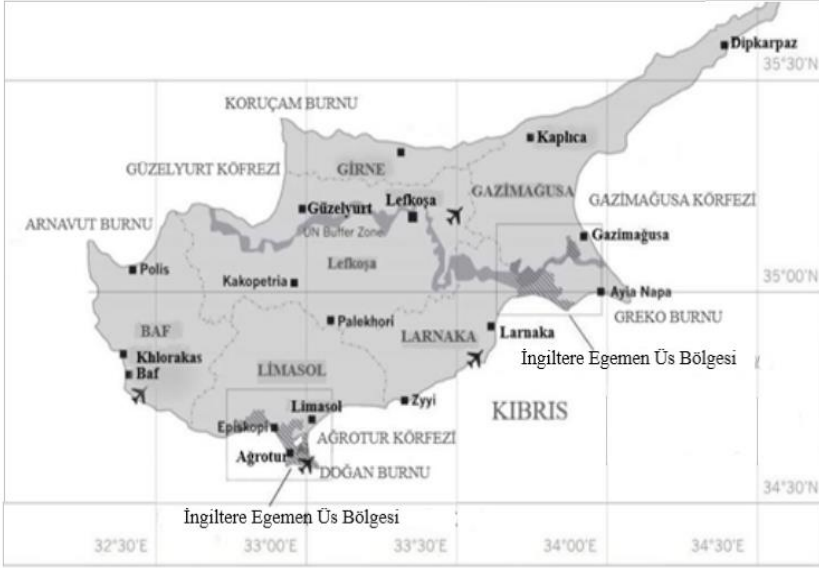 Dipkarpaz
35°30'N
KORUÇAM BURNU
Kaplıca
GİRNE
GÜZELYURT KÖFREZİ
GAZİMAĞUSA
GAZİMAĞUSA KÖRFEZİ
Lefkoşa
Güzelyurt
ARNAVUT BURNU
UN Buffer Zone
Gazimağusa
Lefkoşa
Polis
Kakopetria
35°00'N
Ayia Napa
GREKO BURNU
Palekhori
BAF
LARNAKA
Larnaka
Khlorakas
İngiltere Egemen Üs Bölgesi
Baf
LİMASOL
Zyyi
Limasol
KIBRIS
Episkopi
AĞROTUR KÖRFEZİ
Ağrotur
DOĞAN BURNU
34°30'N
İngiltere Egemen Üs Bölgesi
32°30'E
33°00'E
33°30'E
34°00'E
34°30'E